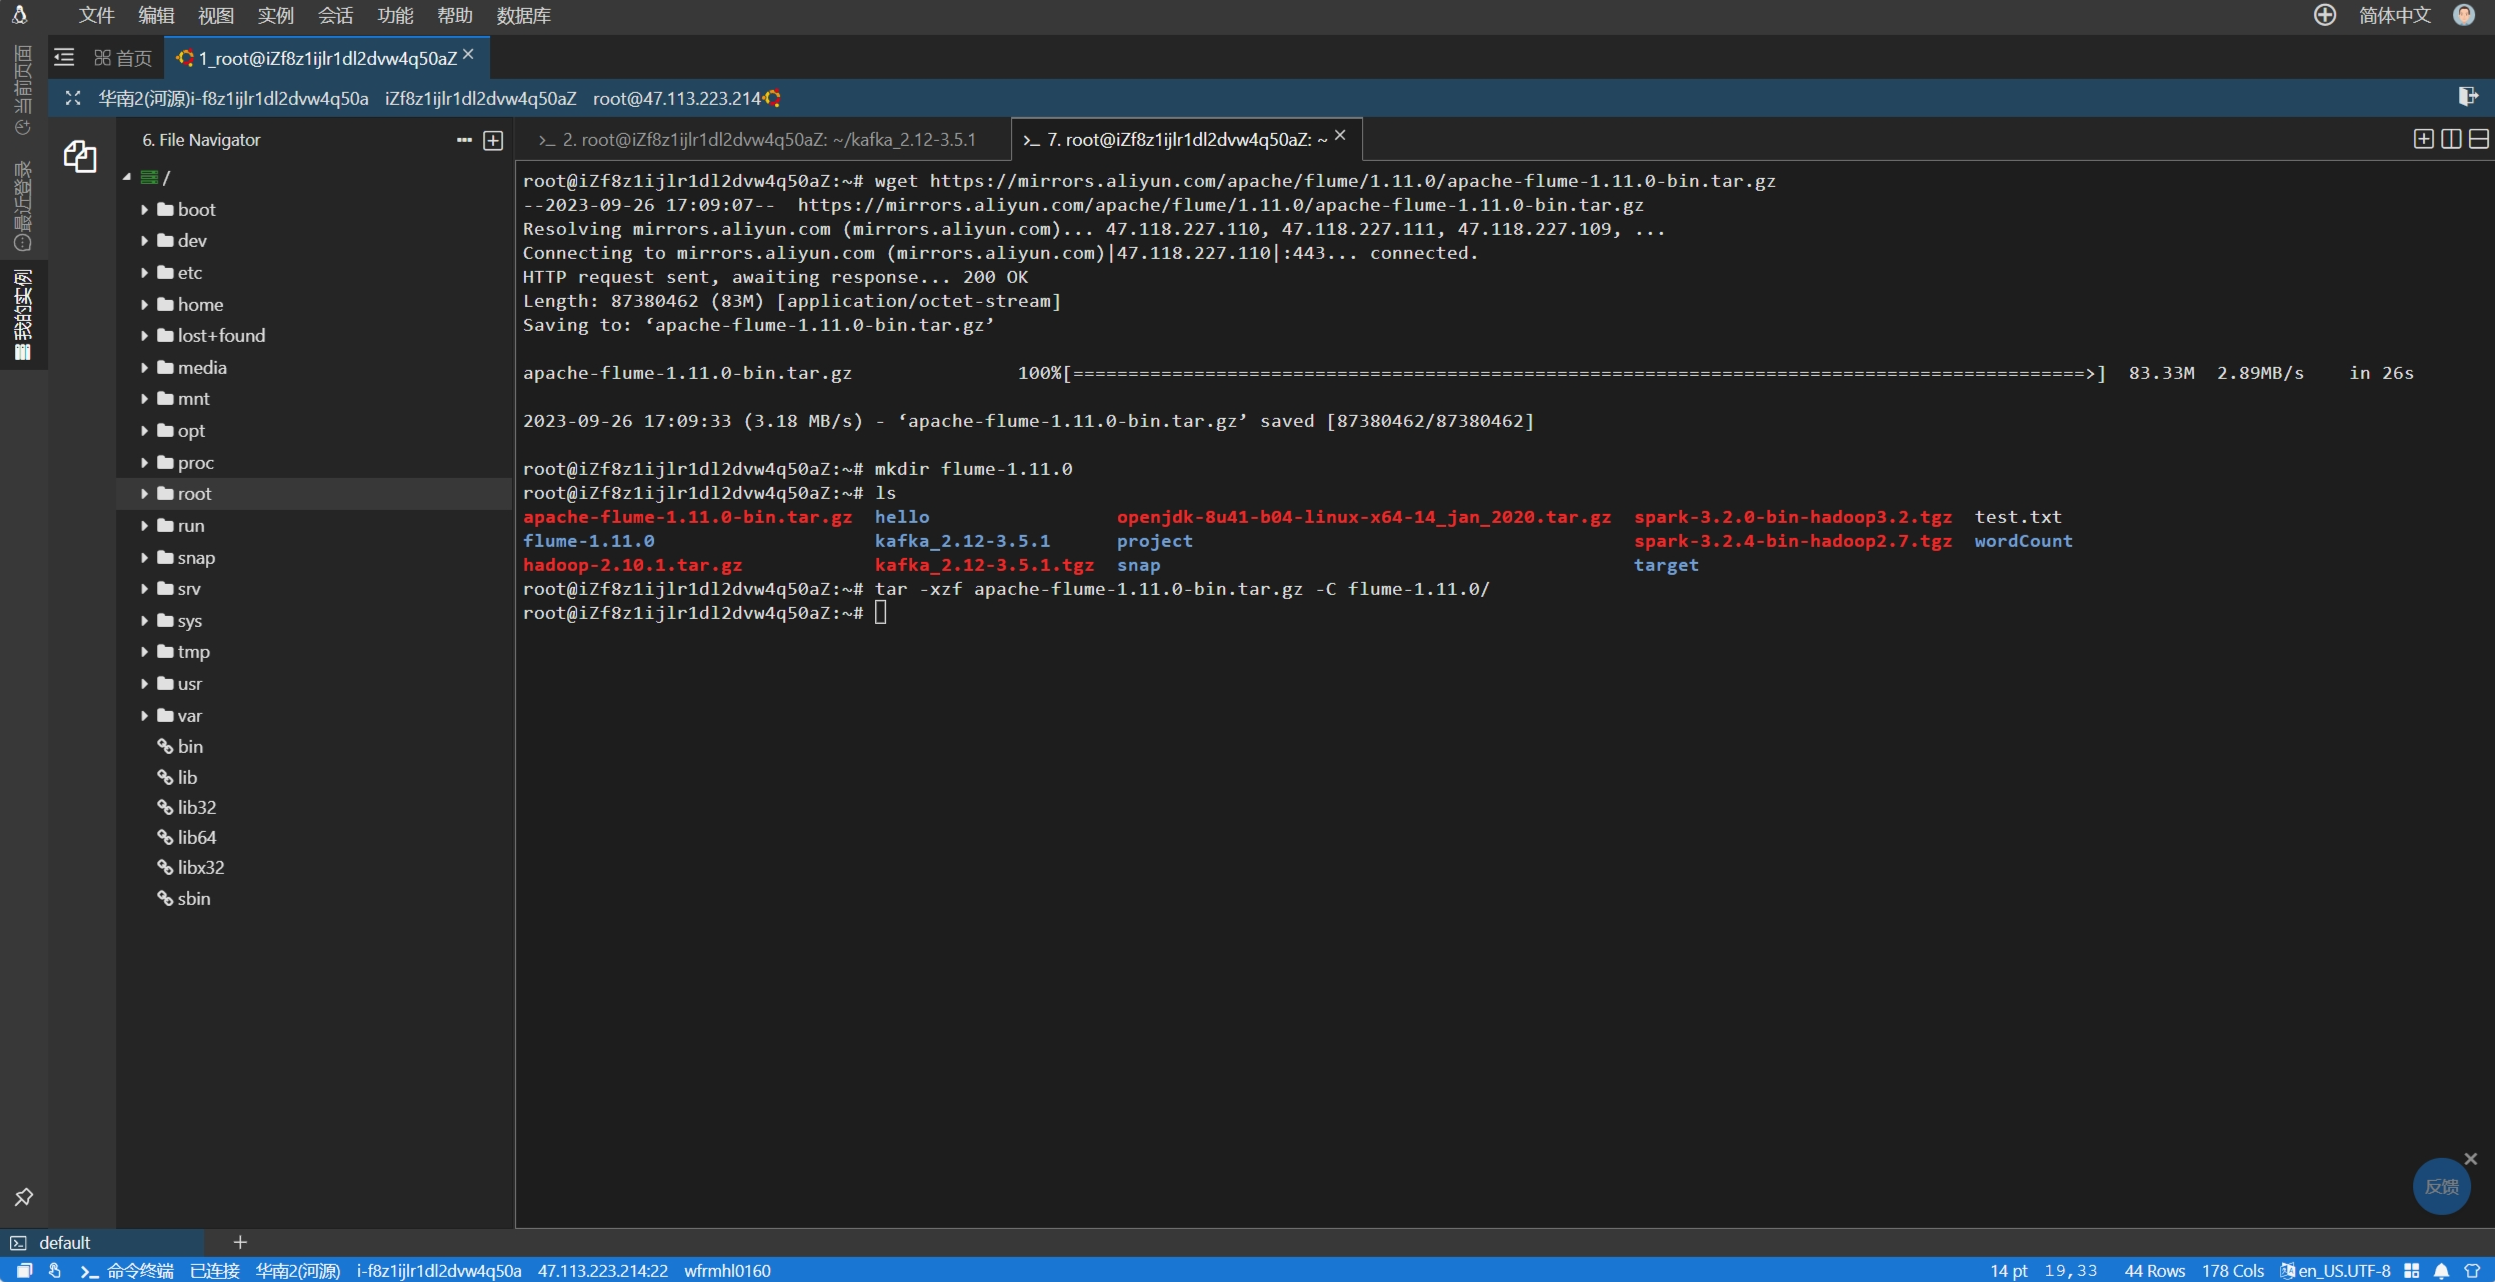 文件 编辑 视图 实例 会话 功能 帮助 数据库
简体中文
当前页面
最近登录
我的实例
首页 1_root@iZf8z1ijlr1dl2dvw4q50aZ
华南2(河源)i-f8z1ijlr1dl2dvw4q50a iZf8z1ijlr1dl2dvw4q50aZ root@47.113.223.214
6. File Navigator
/
boot
dev
etc
home
lost+found
media
mnt
opt
proc
root
run
snap
srv
sys
tmp
usr
var
bin
lib
lib32
lib64
libx32
sbin
>_ 2. root@iZf8z1ijlr1dl2dvw4q50aZ: ~/kafka_2.12-3.5.1
>_ 7. root@iZf8z1ijlr1dl2dvw4q50aZ: ~
root@iZf8z1ijlr1dl2dvw4q50aZ:~# wget https://mirrors.aliyun.com/apache/flume/1.11.0/apache-flume-1.11.0-bin.tar.gz
--2023-09-26 17:09:07--  https://mirrors.aliyun.com/apache/flume/1.11.0/apache-flume-1.11.0-bin.tar.gz
Resolving mirrors.aliyun.com (mirrors.aliyun.com)... 47.118.227.110, 47.118.227.111, 47.118.227.109, ...
Connecting to mirrors.aliyun.com (mirrors.aliyun.com)|47.118.227.110|:443... connected.
HTTP request sent, awaiting response... 200 OK
Length: 87380462 (83M) [application/octet-stream]
Saving to: ‘apache-flume-1.11.0-bin.tar.gz’
apache-flume-1.11.0-bin.tar.gz 100%[============================================================================================>] 83.33M 2.89MB/s in 26s
2023-09-26 17:09:33 (3.18 MB/s) - ‘apache-flume-1.11.0-bin.tar.gz’ saved [87380462/87380462]
root@iZf8z1ijlr1dl2dvw4q50aZ:~# mkdir flume-1.11.0
root@iZf8z1ijlr1dl2dvw4q50aZ:~# ls
apache-flume-1.11.0-bin.tar.gz hello openjdk-8u41-b04-linux-x64-14_jan_2020.tar.gz spark-3.2.0-bin-hadoop3.2.tgz test.txt
flume-1.11.0 kafka_2.12-3.5.1 project spark-3.2.4-bin-hadoop2.7.tgz wordCount
hadoop-2.10.1.tar.gz kafka_2.12-3.5.1.tgz snap target
root@iZf8z1ijlr1dl2dvw4q50aZ:~# tar -xzf apache-flume-1.11.0-bin.tar.gz -C flume-1.11.0/
root@iZf8z1ijlr1dl2dvw4q50aZ:~#
反馈
default
命令终端 已连接 华南2(河源) i-f8z1ijlr1dl2dvw4q50a 47.113.223.214:22 wfrmhl0160 14 pt 19,33 44 Rows 178 Cols en_US.UTF-8